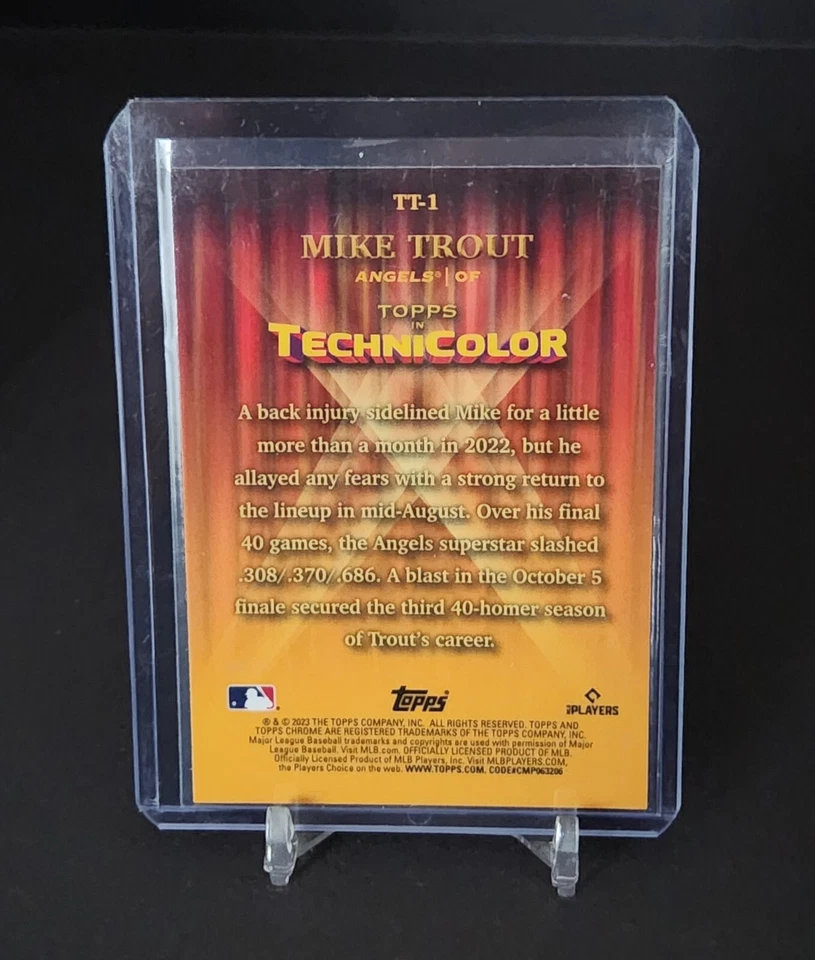 TT-1
MIKE TROUT
ANGELS® | OF
TOPPS
IN
TECHNICOLOR
A back injury sidelined Mike for a little
more than a month in 2022, but he
allayed any fears with a strong return to
the lineup in mid-August. Over his final
40 games, the Angels superstar slashed
.308/.370/.686. A blast in the October 5
finale secured the third 40-homer season
of Trout's career.
topps®
MLB PLAYERS
® & © 2023 THE TOPPS COMPANY, INC. ALL RIGHTS RESERVED. TOPPS AND
TOPPS CHROME ARE REGISTERED TRADEMARKS OF THE TOPPS COMPANY, INC.
Major League Baseball trademarks and copyrights are used with permission of Major
League Baseball. Visit MLB.com. OFFICIALLY LICENSED PRODUCT OF MLB.
Officially Licensed Product of MLB Players, Inc. Visit MLBPLAYERS.COM,
the Players Choice on the web. WWW.TOPPS.COM. CODE#CMP063206